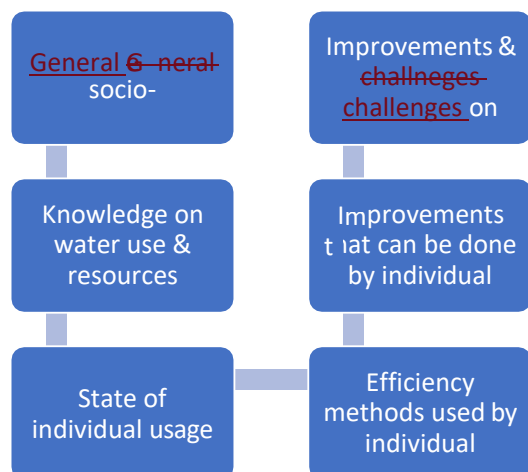 General G neral
socio-
Knowledge on
water use &
resources
State of
individual usage
Efficiency
methods used by
individual
Improvements
that can be done
by individual
Improvements &
challneges
challenges on